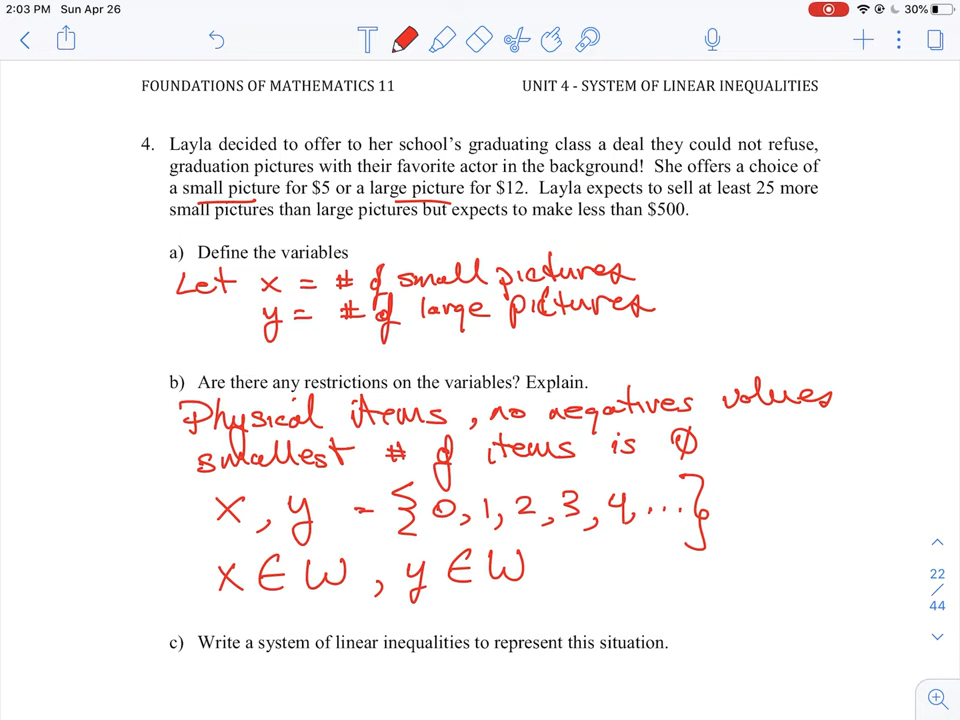 2:03 PM Sun Apr 26
30%
FOUNDATIONS OF MATHEMATICS 11 UNIT 4 - SYSTEM OF LINEAR INEQUALITIES
4. Layla decided to offer to her school's graduating class a deal they could not refuse,
graduation pictures with their favorite actor in the background! She offers a choice of
a small picture for $5 or a large picture for $12. Layla expects to sell at least 25 more
small pictures than large pictures but expects to make less than $500.
a) Define the variables
Let x = # of small pictures
y = # of large pictures
b) Are there any restrictions on the variables? Explain.
Physical items, no negatives values
smallest # of items is Ø
x, y = {0, 1, 2, 3, 4, ...}
x ∈ W, y ∈ W
c) Write a system of linear inequalities to represent this situation.
22
/
44